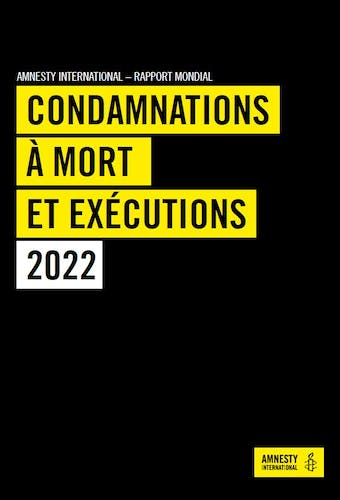 AMNESTY INTERNATIONAL – RAPPORT MONDIAL
CONDAMNATIONS
À MORT
ET EXÉCUTIONS
2022
AMNESTY
INTERNATIONAL